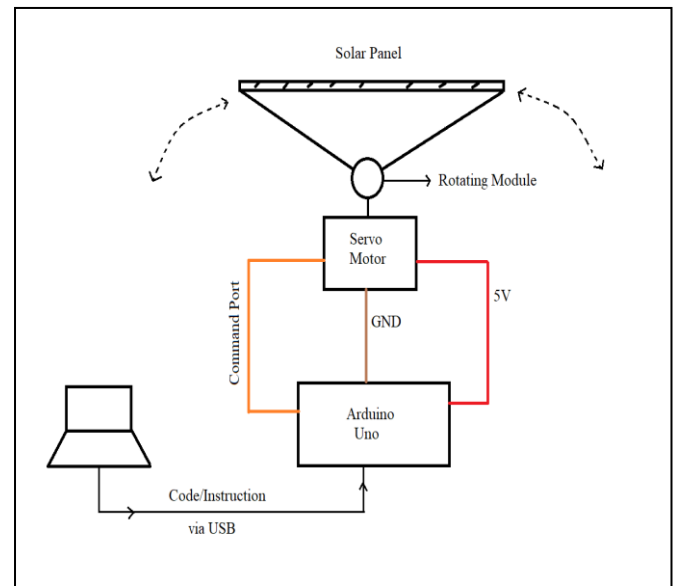 Solar Panel
Rotating Module
Servo
Motor
Command Port
GND
5V
Arduino
Uno
Code/Instruction
via USB